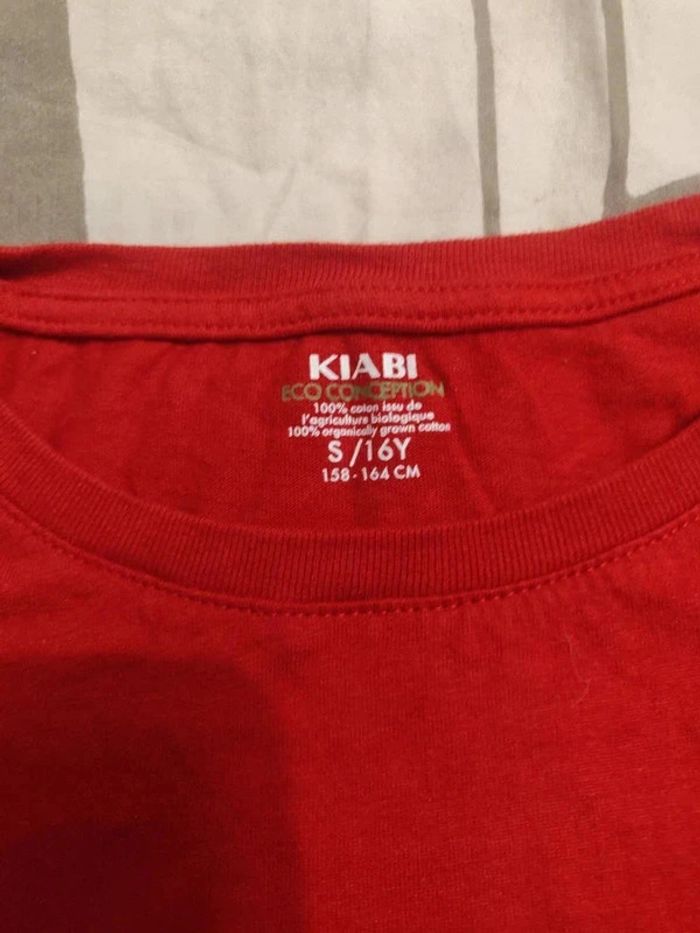 KIABI
ECO CONCEPTION
100% coton issu de
l'agriculture biologique
100% organically grown cotton
S /16Y
158 - 164 CM